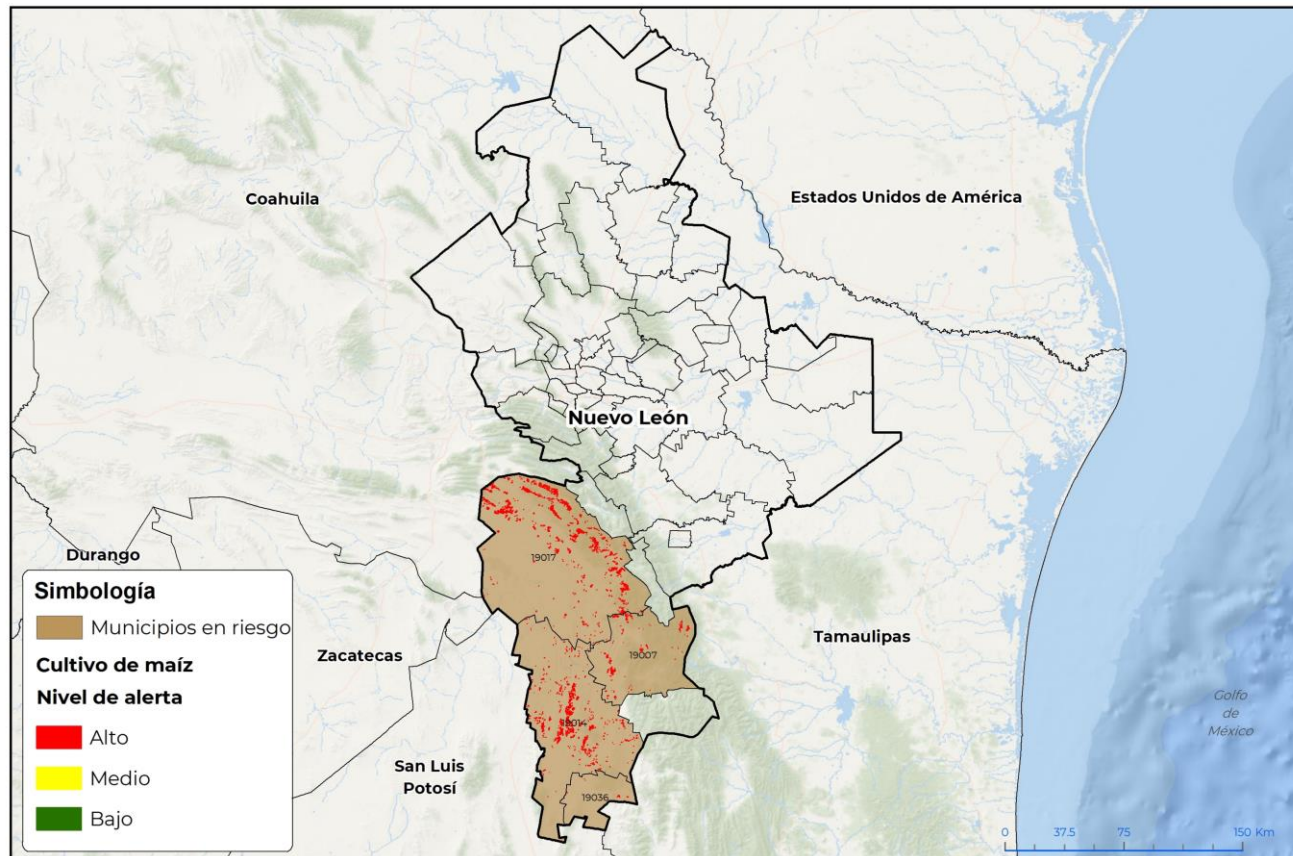 Coahuila
Estados Unidos de América
Nuevo León
Durango
19017
Simbología
Municipios en riesgo
Cultivo de maíz
Nivel de alerta
Alto
Medio
Bajo
Zacatecas
Tamaulipas
19007
19014
San Luis
Potosí
19036
Golfo
de
México
0 37.5 75 150 Km